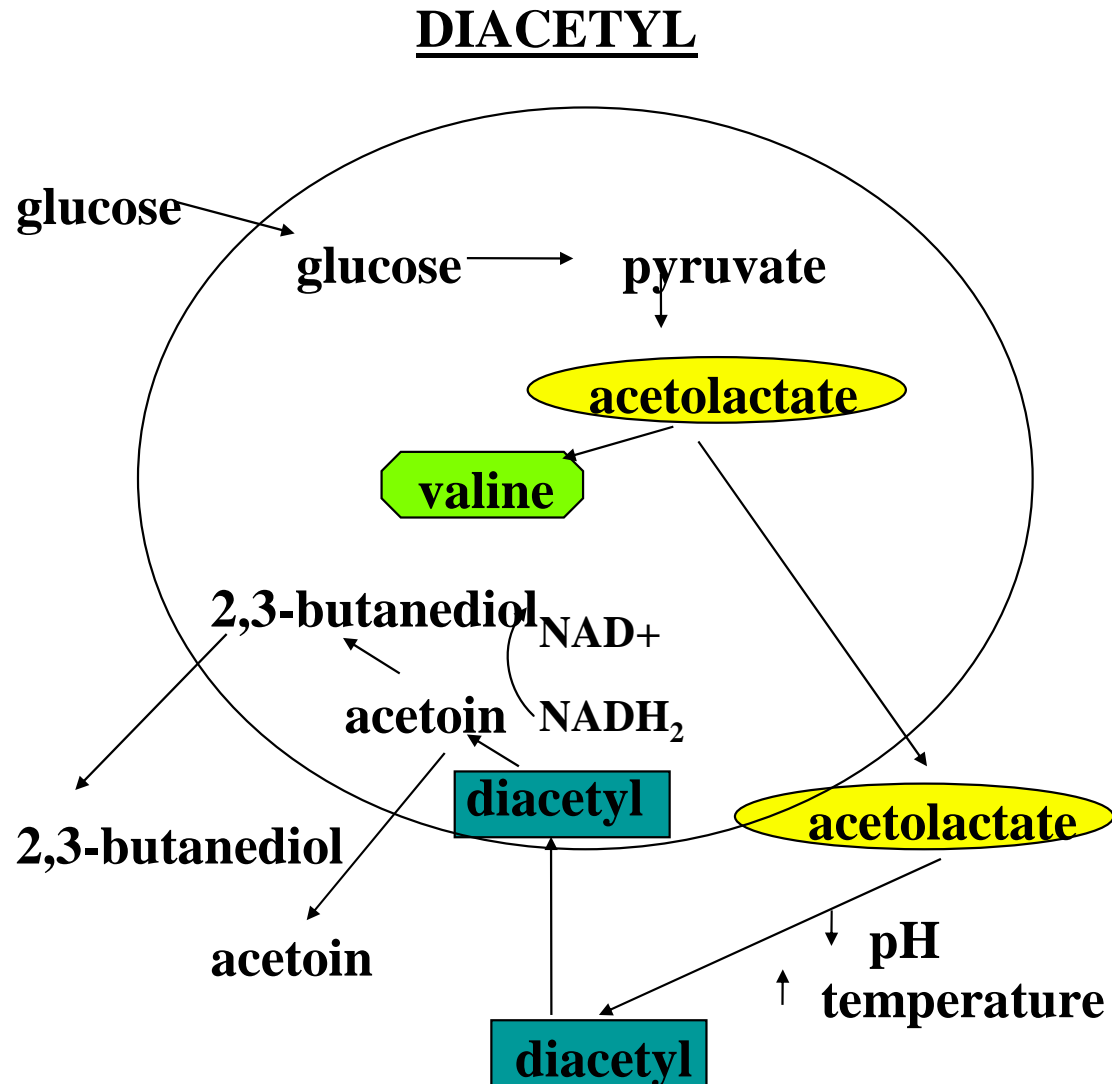 DIACETYL
glucose
glucose
pyruvate
acetolactate
valine
2,3-butanediol
NAD+
acetoin
NADH₂
diacetyl
acetolactate
2,3-butanediol
acetoin
pH
temperature
diacetyl